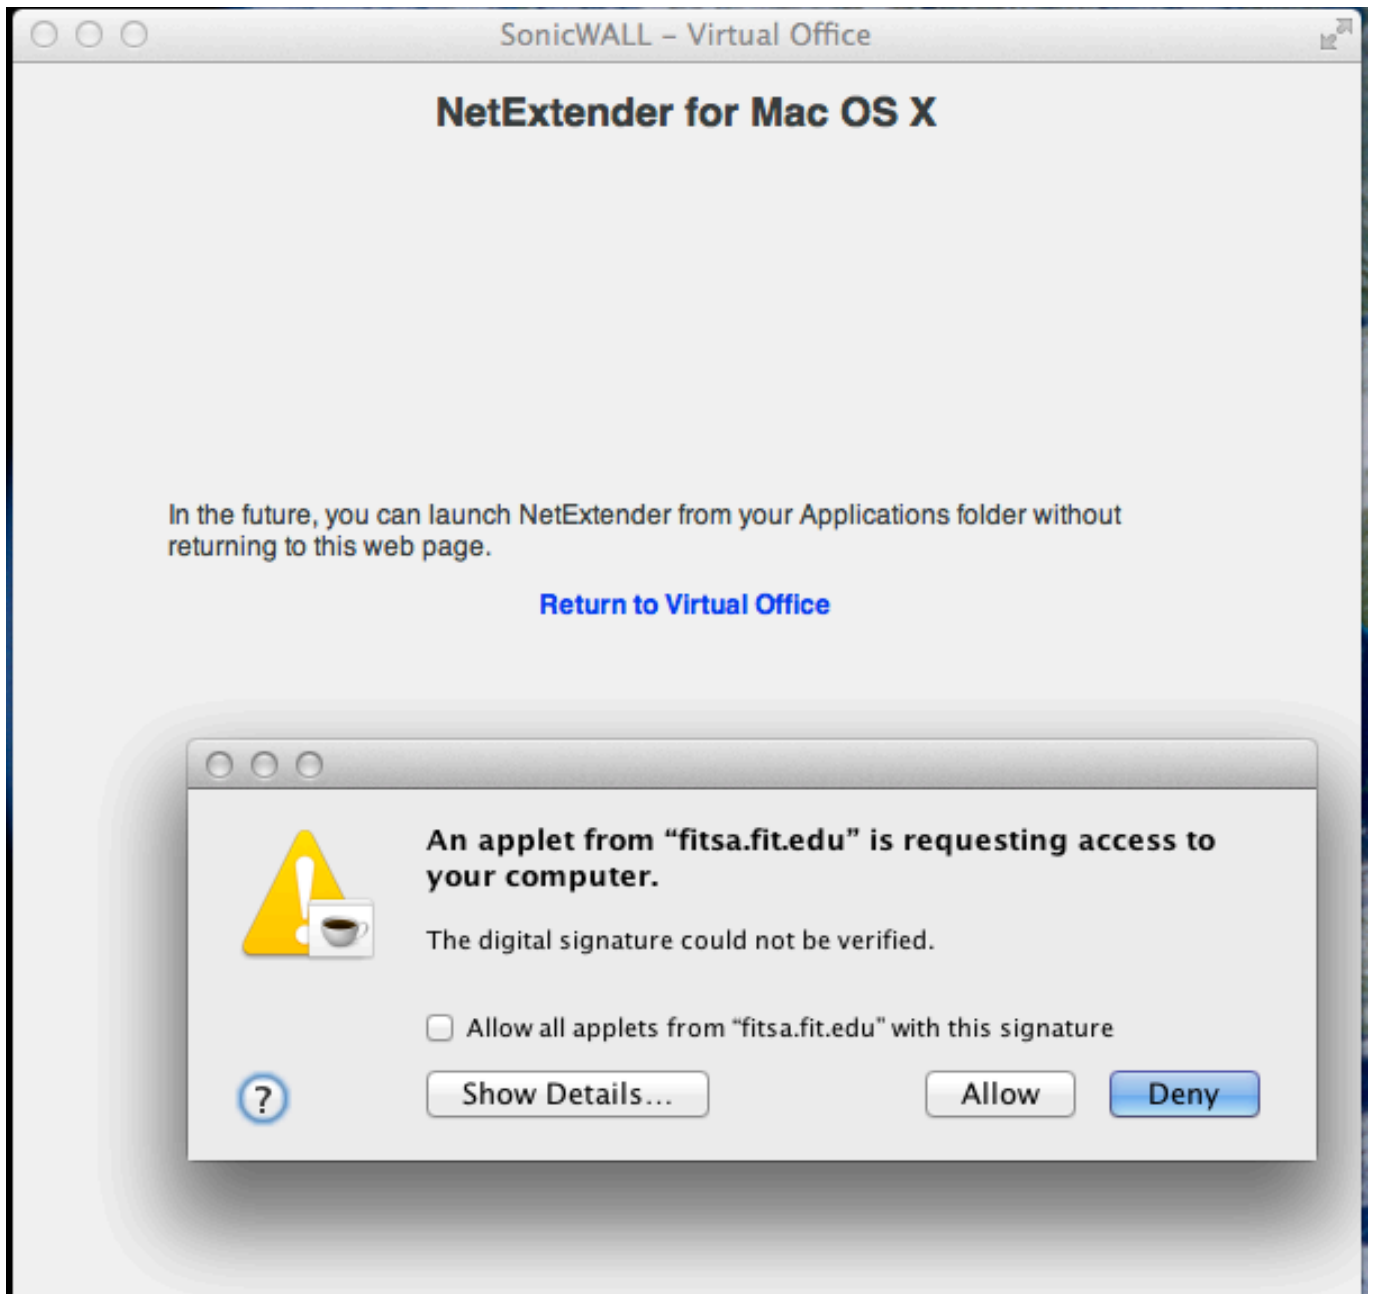 SonicWALL – Virtual Office
NetExtender for Mac OS X
In the future, you can launch NetExtender from your Applications folder without
returning to this web page.
Return to Virtual Office
An applet from “fitsa.fit.edu” is requesting access to
your computer.
The digital signature could not be verified.
Allow all applets from “fitsa.fit.edu” with this signature
? Show Details... Allow Deny